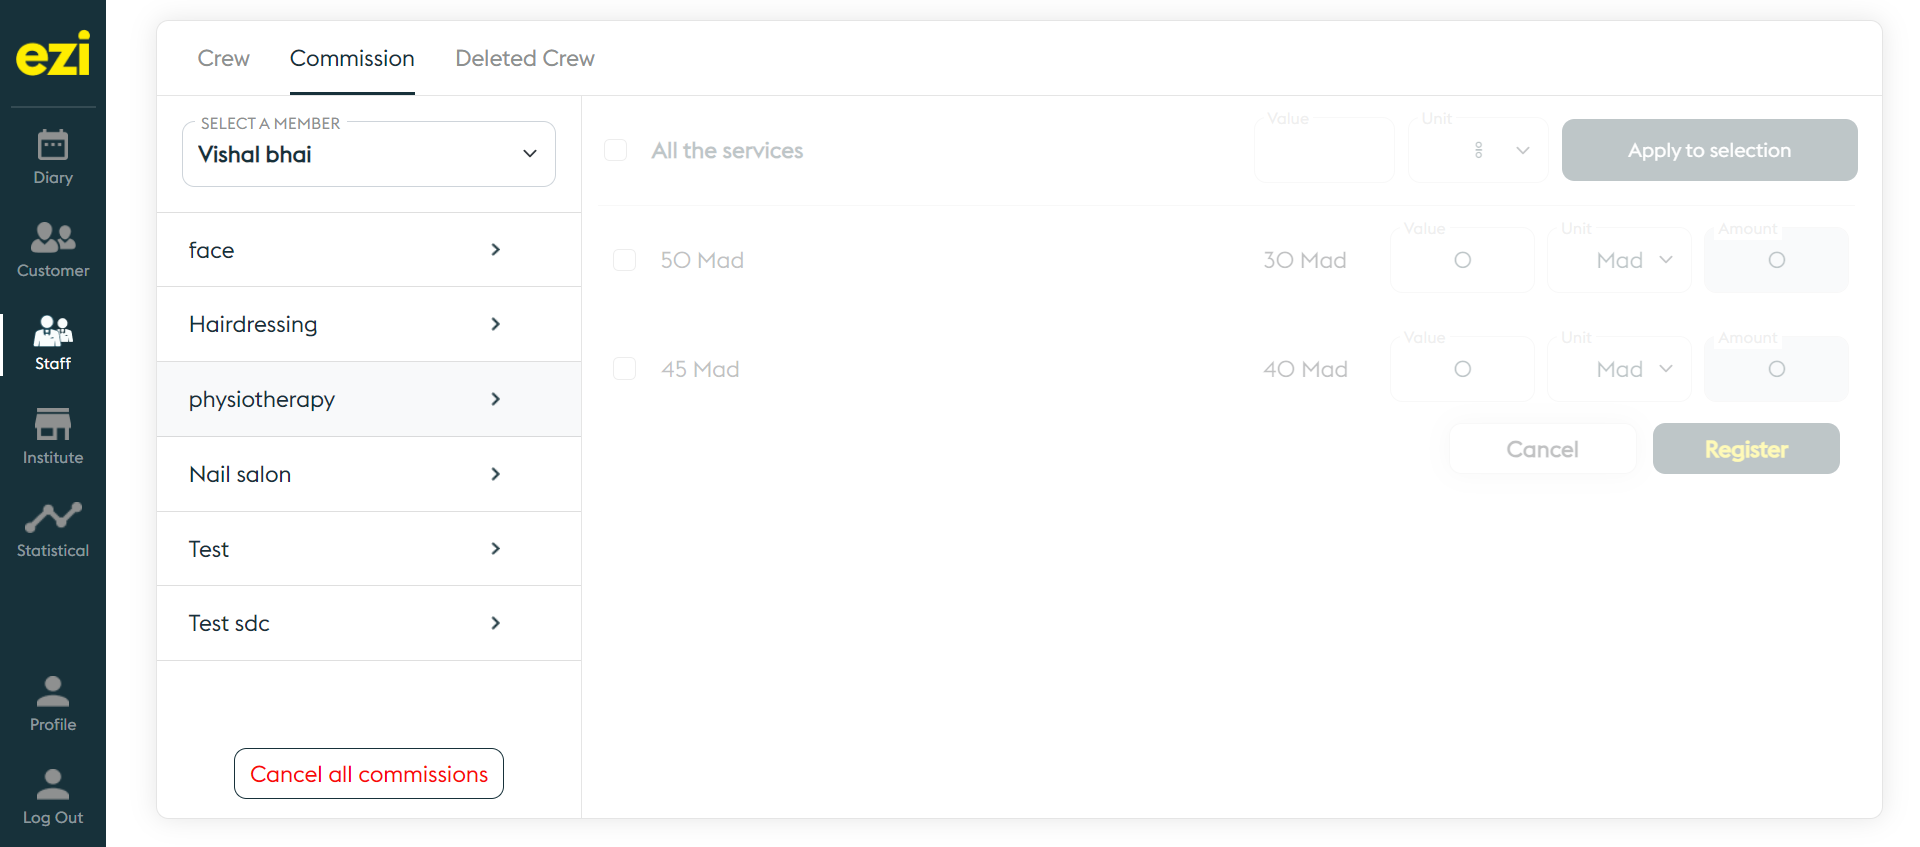 ezi
Diary
Customer
Staff
Institute
Statistical
Profile
Log Out
Crew Commission Deleted Crew
SELECT A MEMBER
Vishal bhai
face
Hairdressing
physiotherapy
Nail salon
Test
Test sdc
Cancel all commissions
Value Unit
All the services % Apply to selection
Value Unit Amount
50 Mad 30 Mad 0 Mad 0
Value Unit Amount
45 Mad 40 Mad 0 Mad 0
Cancel Register